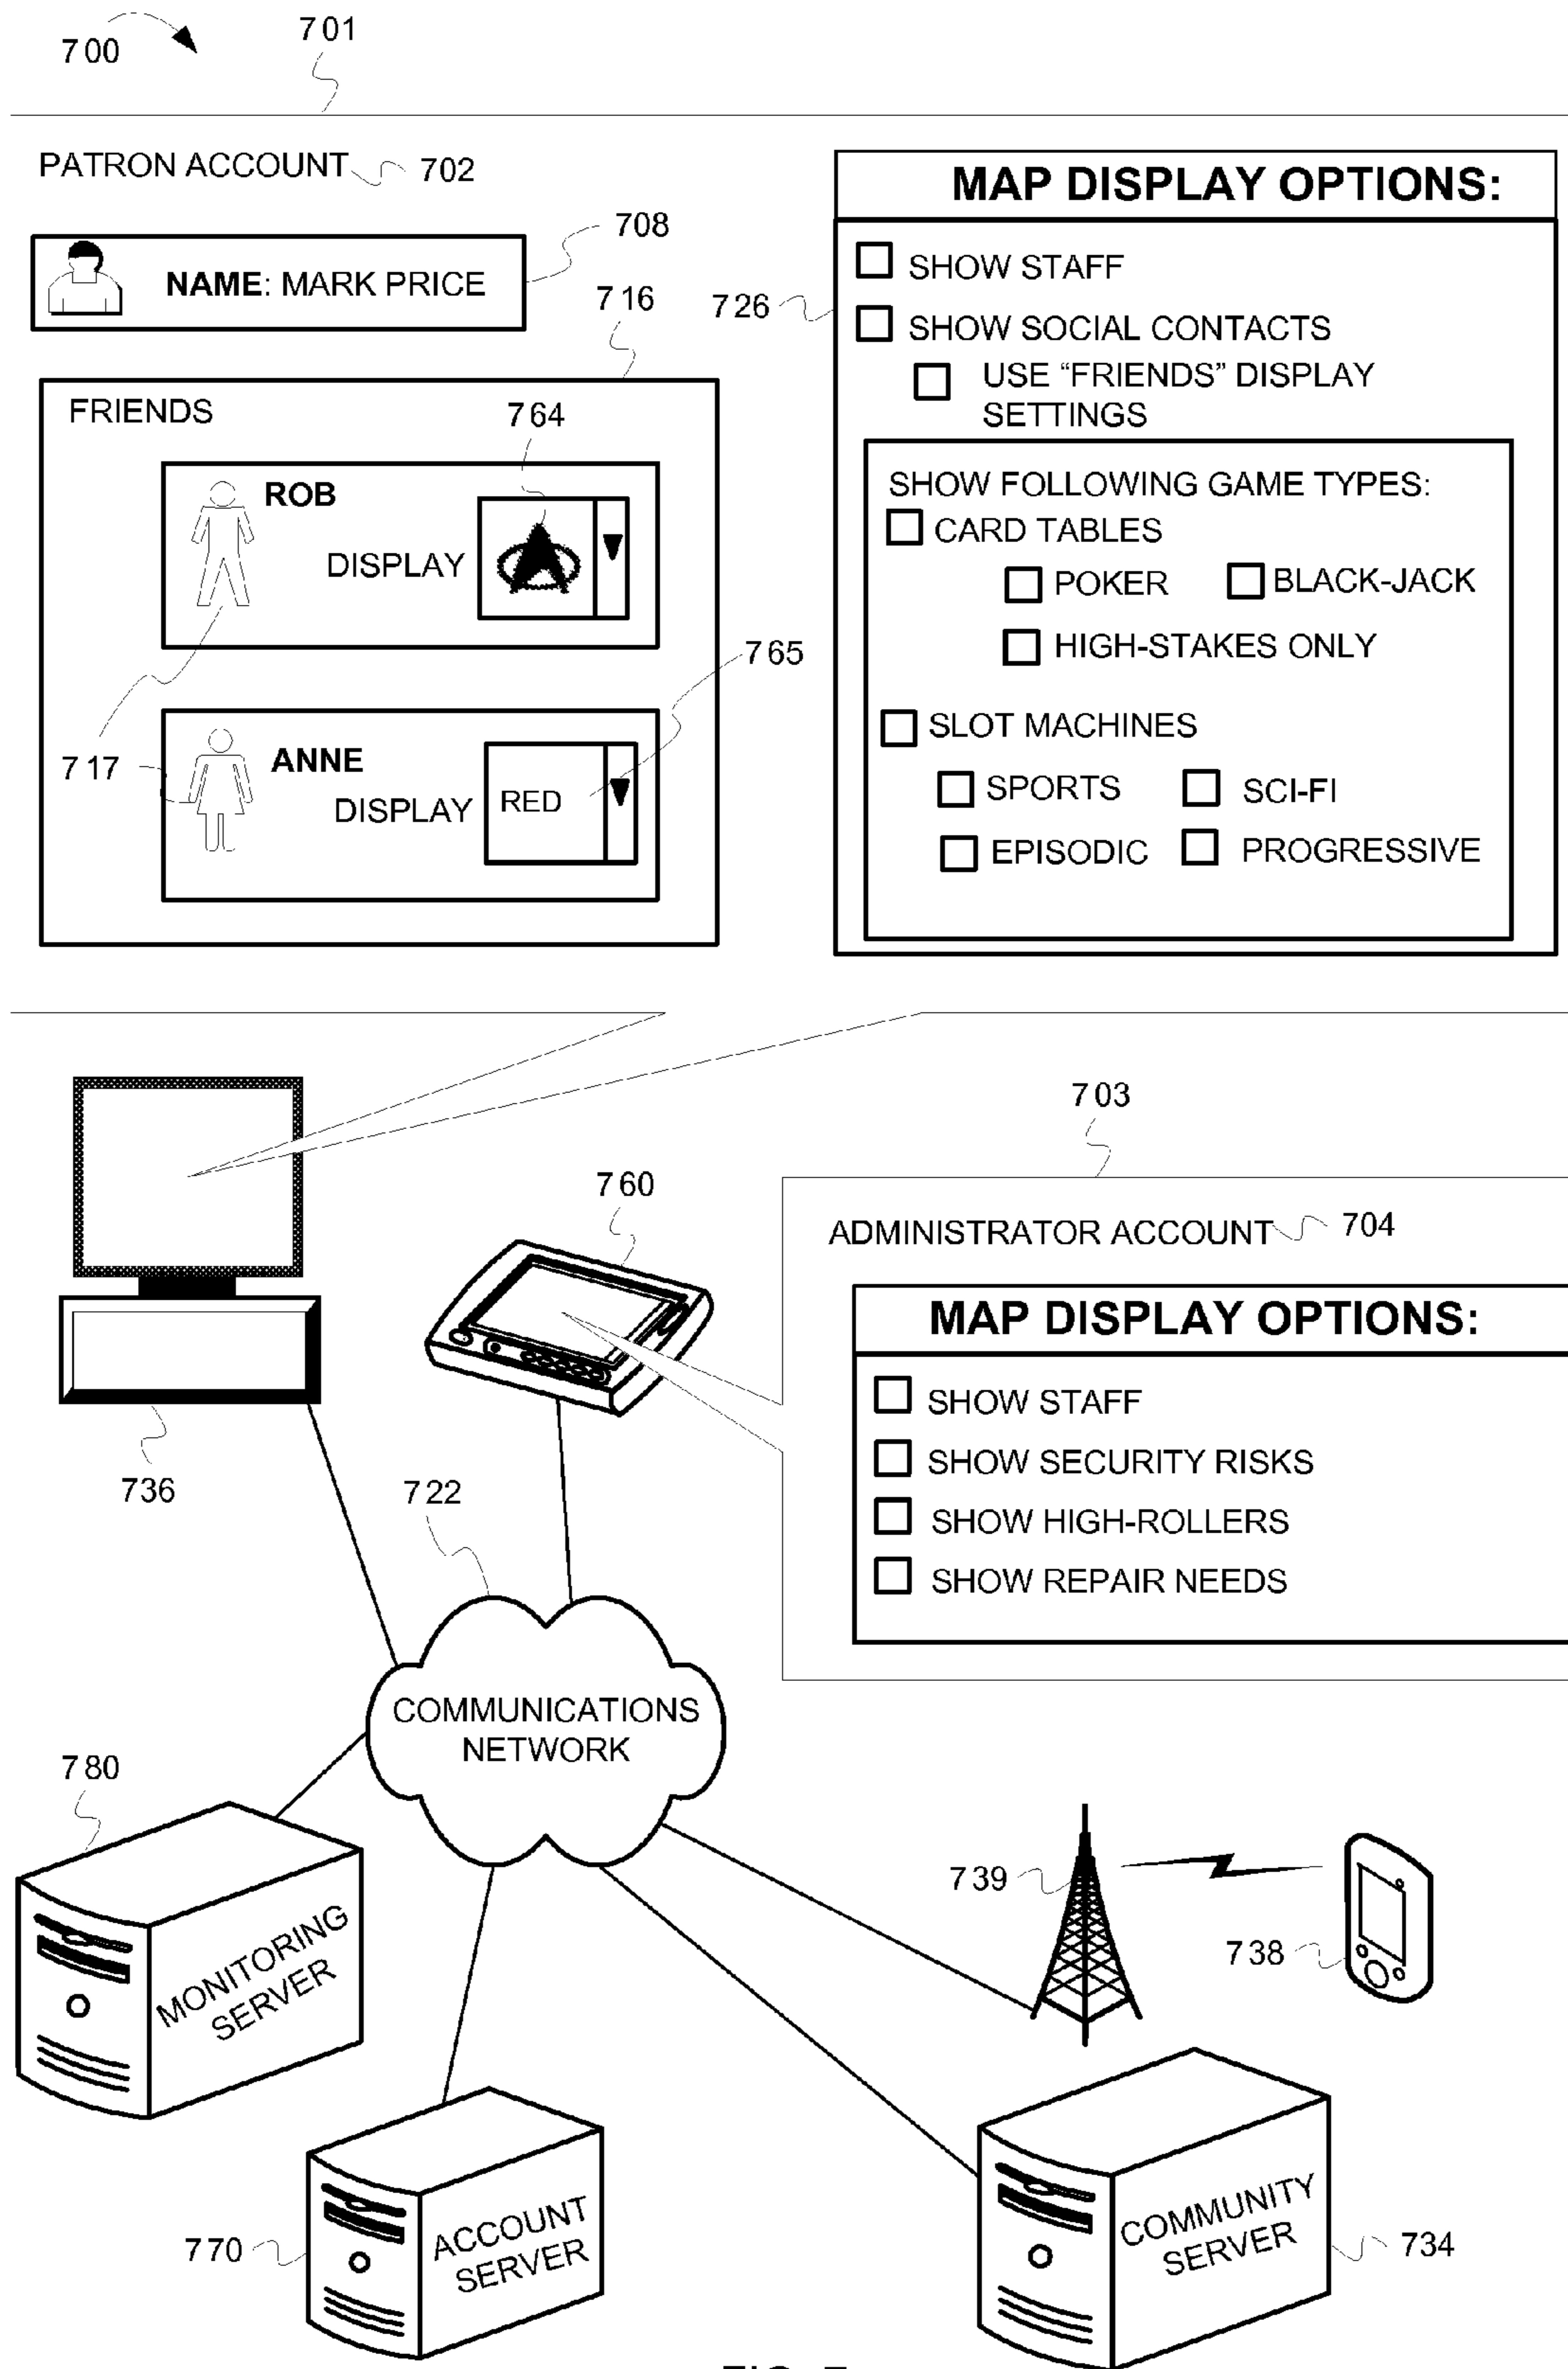 700
701
PATRON ACCOUNT 702
NAME: MARK PRICE
708
716
FRIENDS
764
ROB
DISPLAY
765
717
ANNE
DISPLAY RED
MAP DISPLAY OPTIONS:
726
SHOW STAFF
SHOW SOCIAL CONTACTS
USE “FRIENDS” DISPLAY
SETTINGS
SHOW FOLLOWING GAME TYPES:
CARD TABLES
POKER BLACK-JACK
HIGH-STAKES ONLY
SLOT MACHINES
SPORTS SCI-FI
EPISODIC PROGRESSIVE
703
760
ADMINISTRATOR ACCOUNT 704
MAP DISPLAY OPTIONS:
SHOW STAFF
SHOW SECURITY RISKS
SHOW HIGH-ROLLERS
SHOW REPAIR NEEDS
736
722
COMMUNICATIONS
NETWORK
780
MONITORING
SERVER
739
738
770
ACCOUNT
SERVER
COMMUNITY
SERVER
734